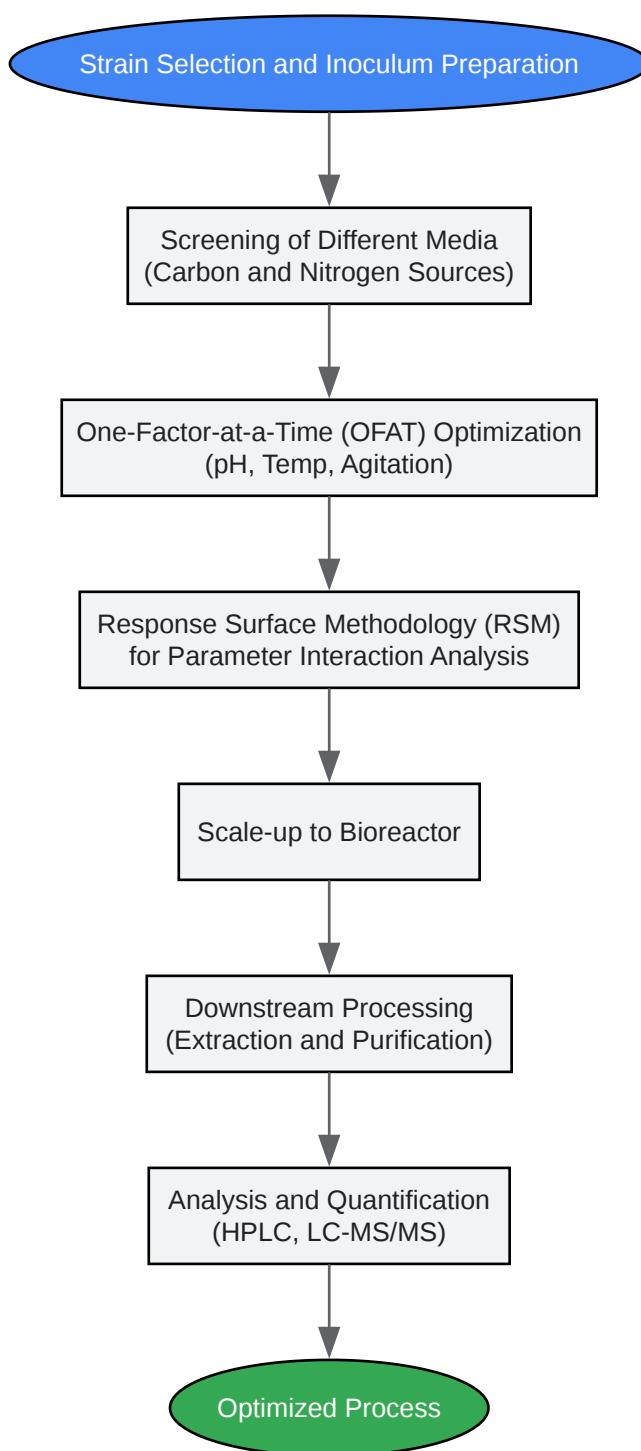 Strain Selection and Inoculum Preparation
Screening of Different Media
(Carbon and Nitrogen Sources)
One-Factor-at-a-Time (OFAT) Optimization
(pH, Temp, Agitation)
Response Surface Methodology (RSM)
for Parameter Interaction Analysis
Scale-up to Bioreactor
Downstream Processing
(Extraction and Purification)
Analysis and Quantification
(HPLC, LC-MS/MS)
Optimized Process